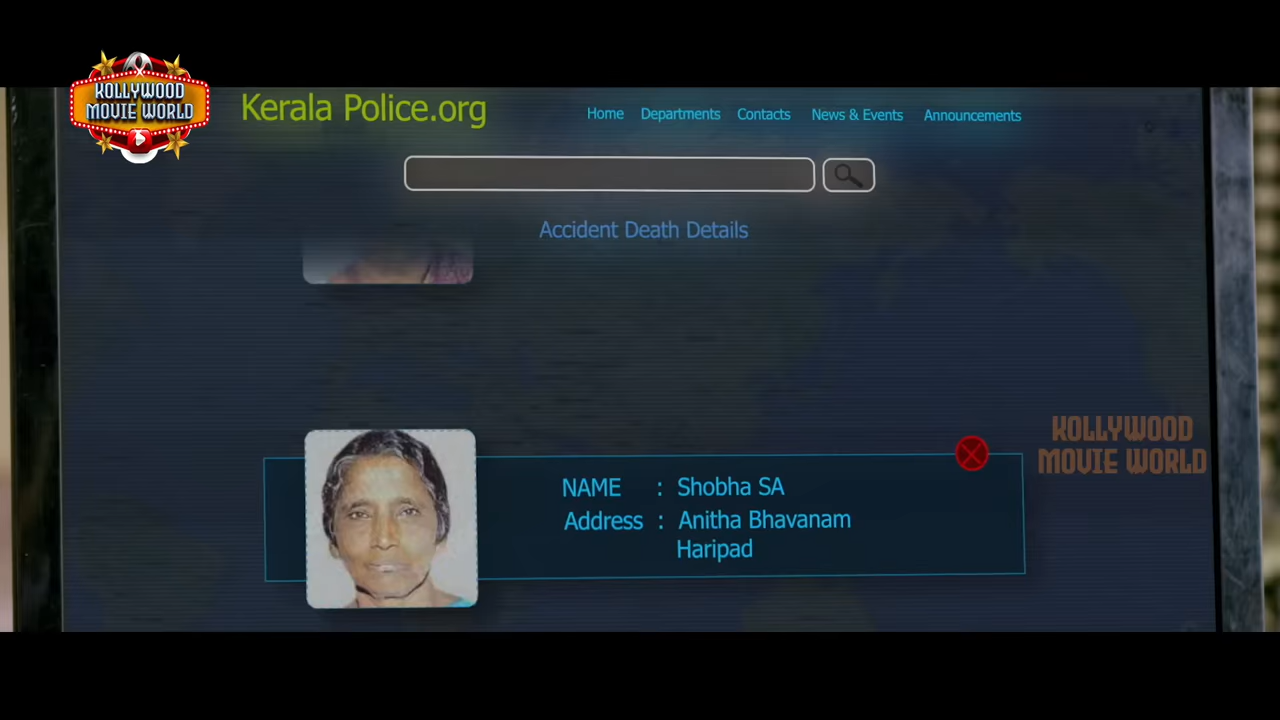 KOLLYWOOD
MOVIE WORLD
Kerala Police.org
Home Departments Contacts News & Events Announcements
Accident Death Details
KOLLYWOOD
MOVIE WORLD
NAME : Shobha SA
Address : Anitha Bhavanam
Haripad